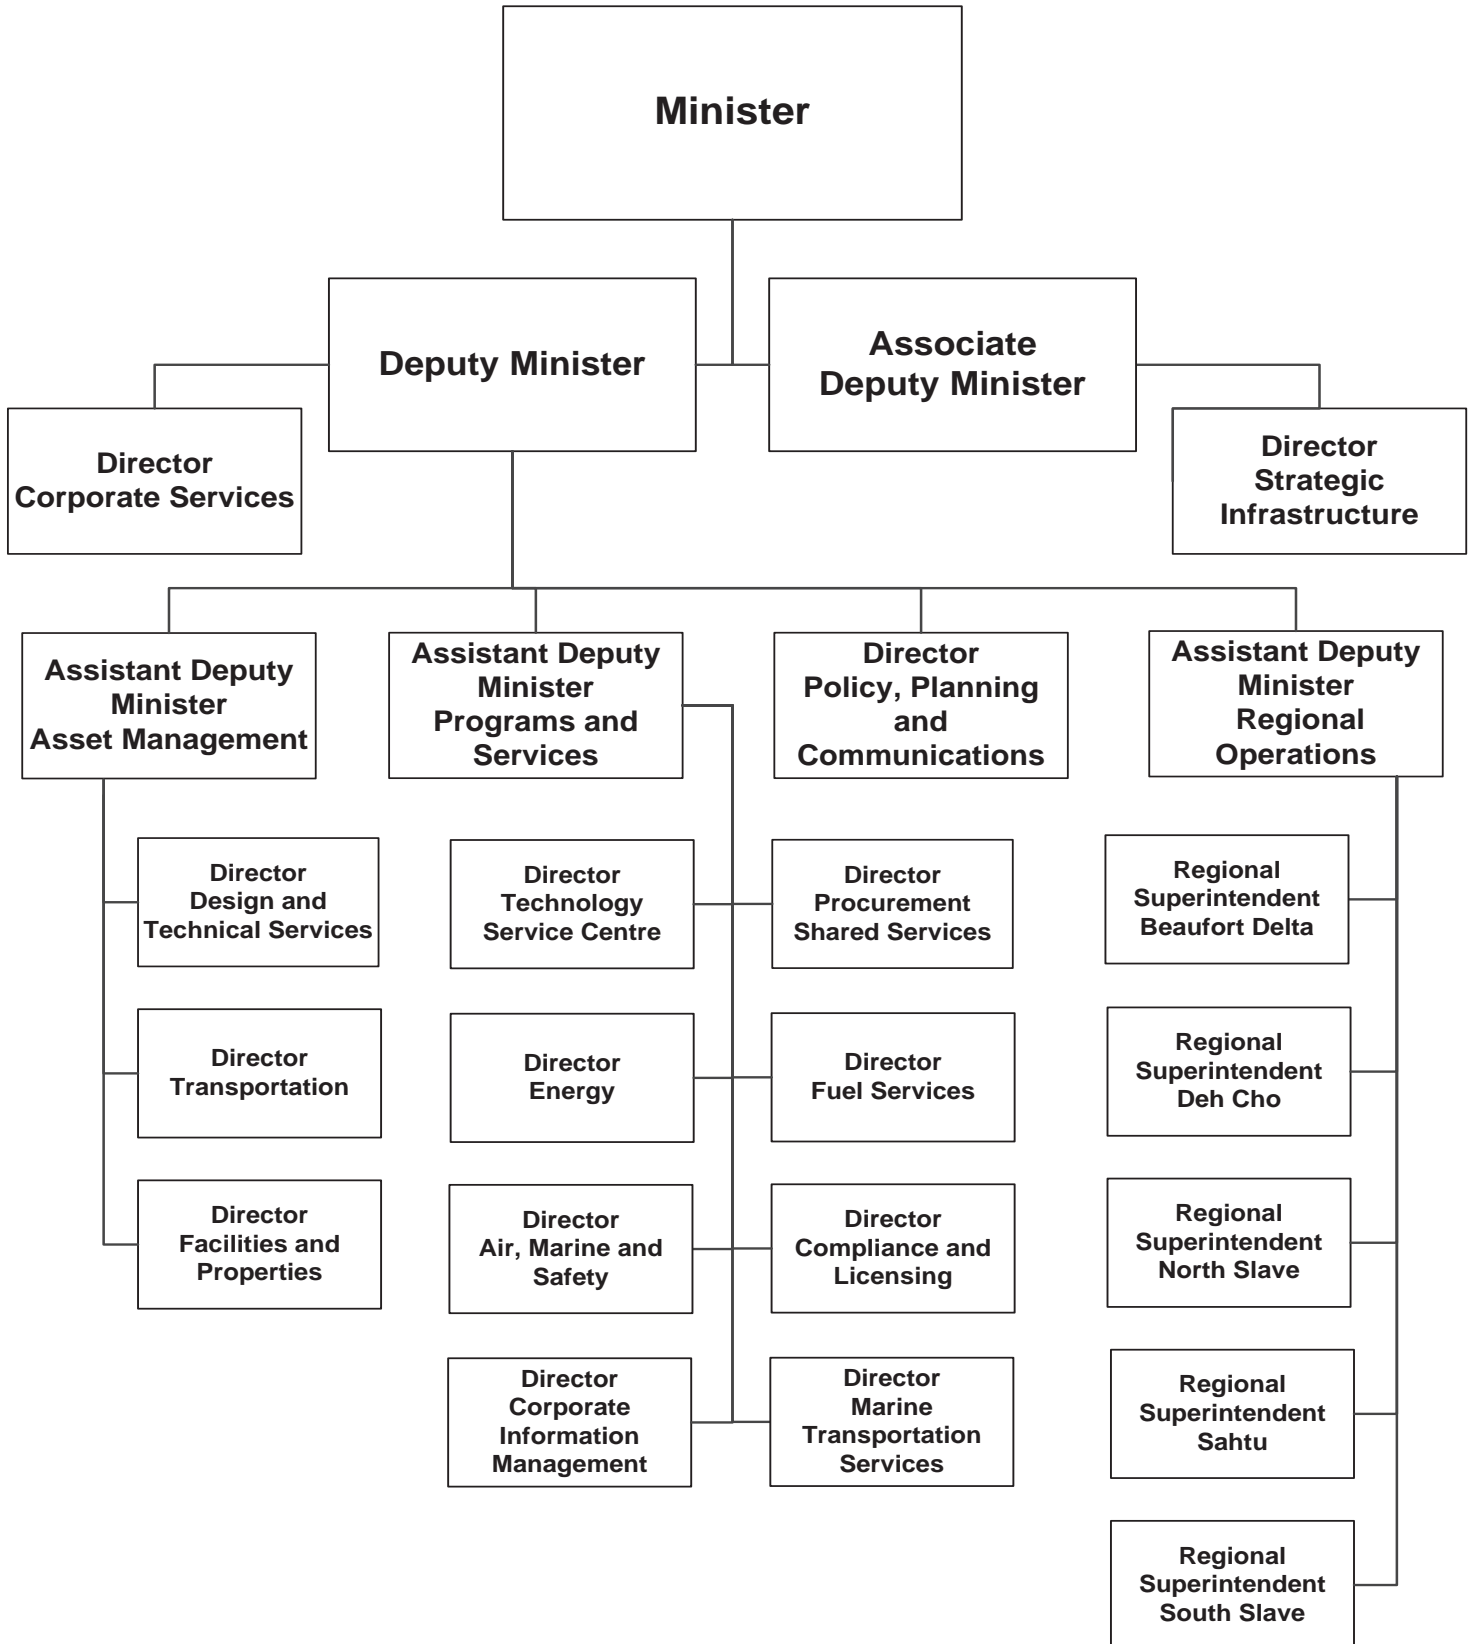 Minister
Deputy Minister
Associate
Deputy Minister
Director
Corporate Services
Director
Strategic
Infrastructure
Assistant Deputy
Minister
Asset Management
Assistant Deputy
Minister
Programs and
Services
Director
Policy, Planning
and
Communications
Assistant Deputy
Minister
Regional
Operations
Director
Design and
Technical Services
Director
Technology
Service Centre
Director
Procurement
Shared Services
Regional
Superintendent
Beaufort Delta
Director
Transportation
Director
Energy
Director
Fuel Services
Regional
Superintendent
Deh Cho
Director
Facilities and
Properties
Director
Air, Marine and
Safety
Director
Compliance and
Licensing
Regional
Superintendent
North Slave
Director
Corporate
Information
Management
Director
Marine
Transportation
Services
Regional
Superintendent
Sahtu
Regional
Superintendent
South Slave